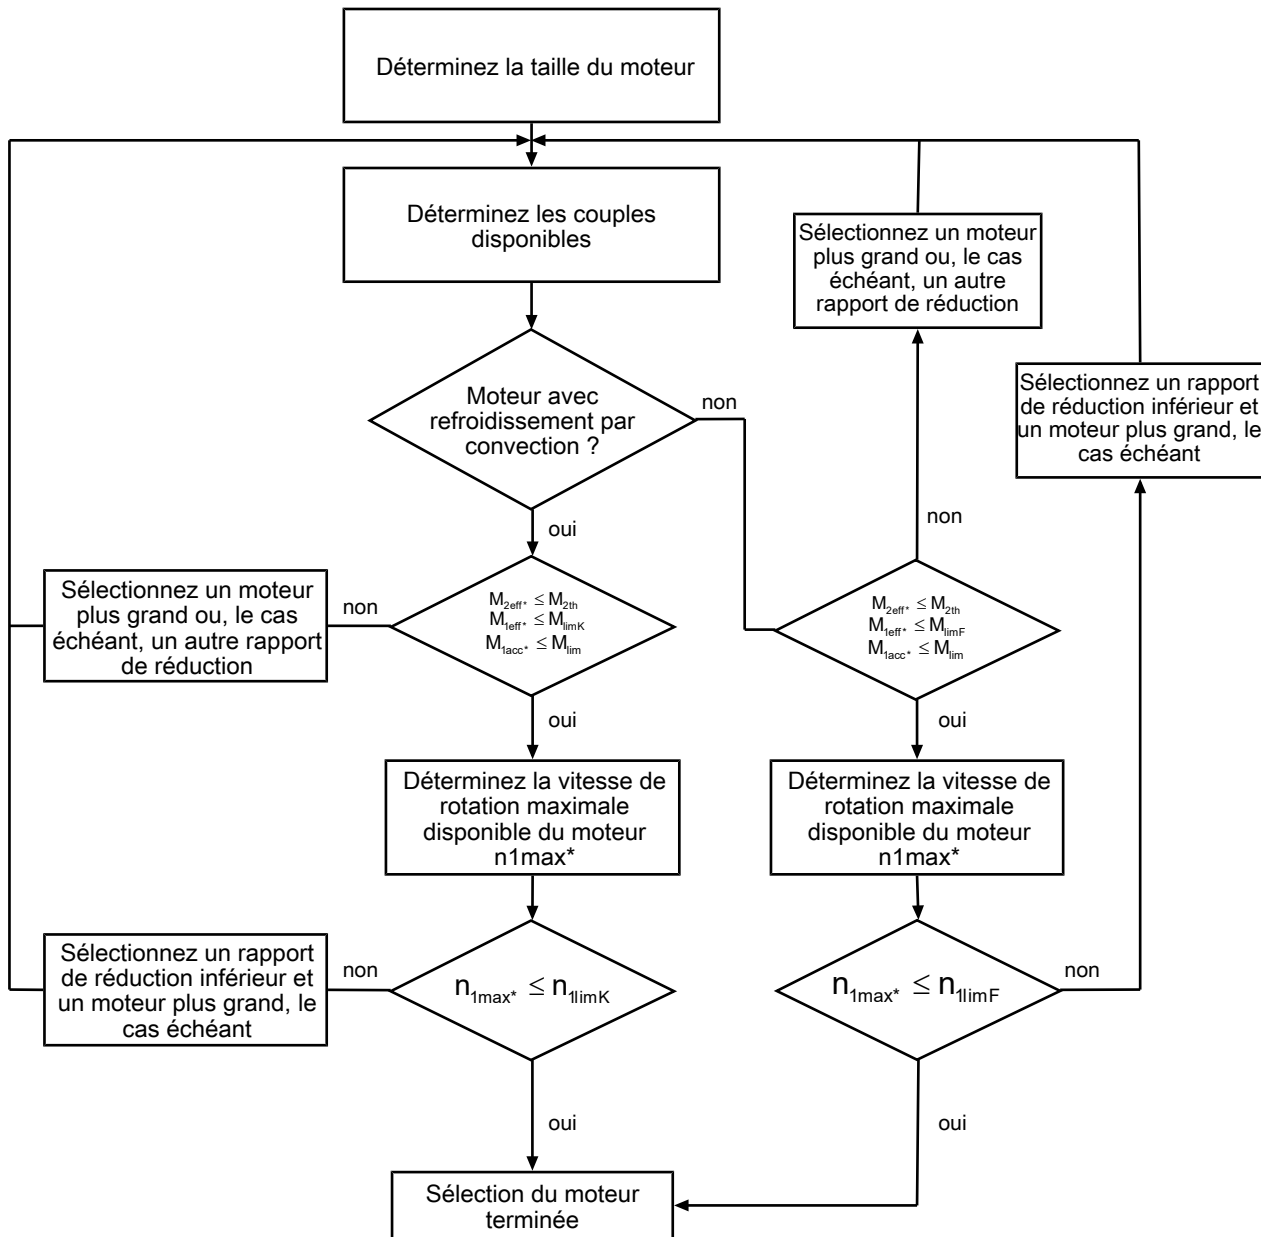 Déterminez la taille du moteur
Déterminez les couples
disponibles
Sélectionnez un moteur
plus grand ou, le cas
échéant, un autre
rapport de réduction
Moteur avec
refroidissement par
convection ?
non
Sélectionnez un rapport
de réduction inférieur et
un moteur plus grand, le
cas échéant
oui
non
Sélectionnez un moteur
plus grand ou, le cas
échéant, un autre rapport
de réduction
non
M2eff* ≤ M2th
M1eff* ≤ MlimK
M1acc* ≤ Mlim
M2eff* ≤ M2th
M1eff* ≤ MlimF
M1acc* ≤ Mlim
oui
oui
Déterminez la vitesse de
rotation maximale
disponible du moteur
n1max*
Déterminez la vitesse de
rotation maximale
disponible du moteur
n1max*
Sélectionnez un rapport
de réduction inférieur et
un moteur plus grand, le
cas échéant
non
n1max* ≤ n1limK
n1max* ≤ n1limF
non
oui
oui
Sélection du moteur
terminée